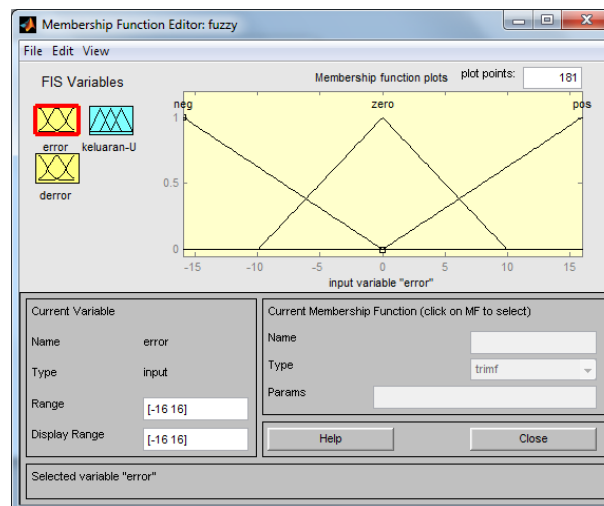 Membership Function Editor: fuzzy
File Edit View
FIS Variables
Membership function plots plot points: 181
neg zero pos
error keluaran-U
derror
1
0.5
0
-15 -10 -5 0 5 10 15
input variable "error"
Current Variable
Name error
Type input
Range [-16 16]
Display Range [-16 16]
Current Membership Function (click on MF to select)
Name
Type trimf
Params
Help Close
Selected variable "error"